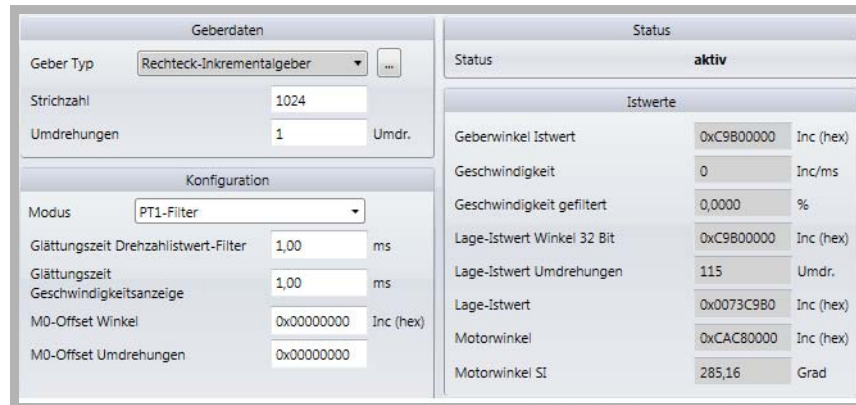 Geberdaten
Geber Typ Rechteck-Inkrementalgeber ...
Strichzahl 1024
Umdrehungen 1 Umdr.
Konfiguration
Modus PT1-Filter
Glättungszeit Drehzahlistwert-Filter 1,00 ms
Glättungszeit
Geschwindigkeitsanzeige 1,00 ms
M0-Offset Winkel 0x00000000 Inc (hex)
M0-Offset Umdrehungen 0x00000000
Status
Status aktiv
Istwerte
Geberwinkel Istwert 0xC9B00000 Inc (hex)
Geschwindigkeit 0 Inc/ms
Geschwindigkeit gefiltert 0,0000 %
Lage-Istwert Winkel 32 Bit 0xC9B00000 Inc (hex)
Lage-Istwert Umdrehungen 115 Umdr.
Lage-Istwert 0x0073C9B0 Inc (hex)
Motorwinkel 0xCAC80000 Inc (hex)
Motorwinkel SI 285,16 Grad